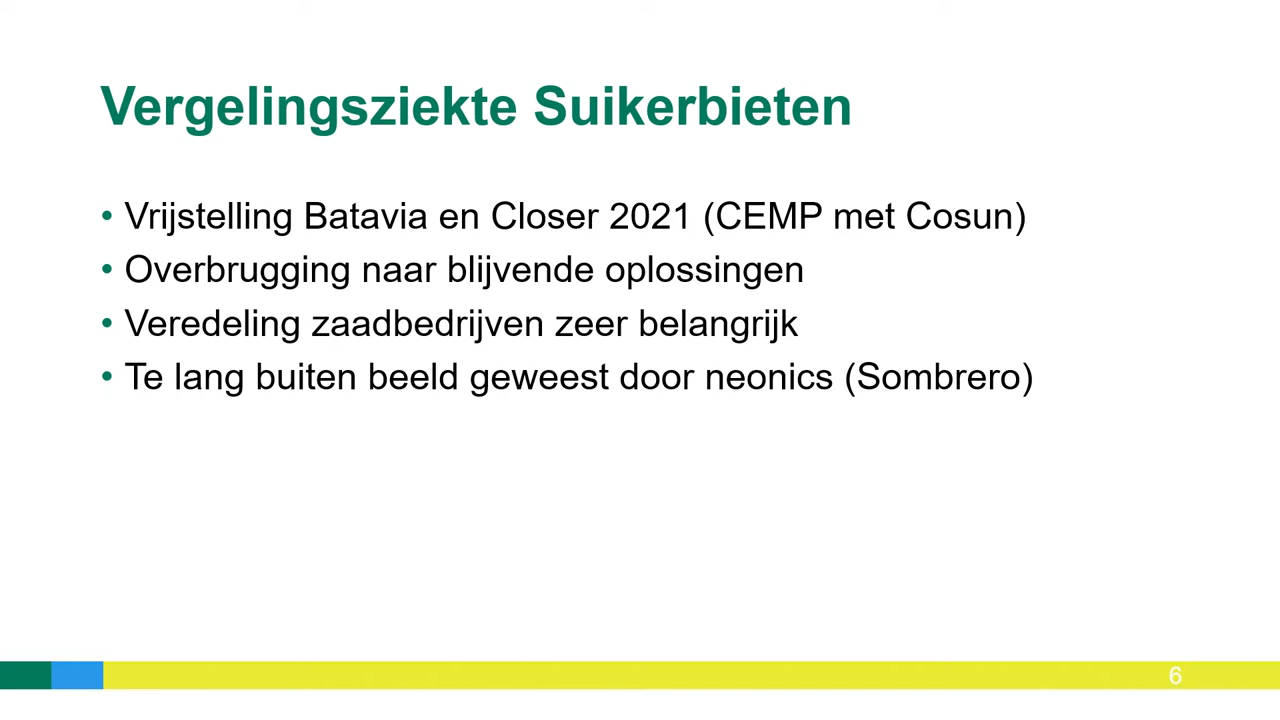 Vergelingsziekte Suikerbieten
• Vrijstelling Batavia en Closer 2021 (CEMP met Cosun)
• Overbrugging naar blijvende oplossingen
• Veredeling zaadbedrijven zeer belangrijk
• Te lang buiten beeld geweest door neonics (Sombrero)
6